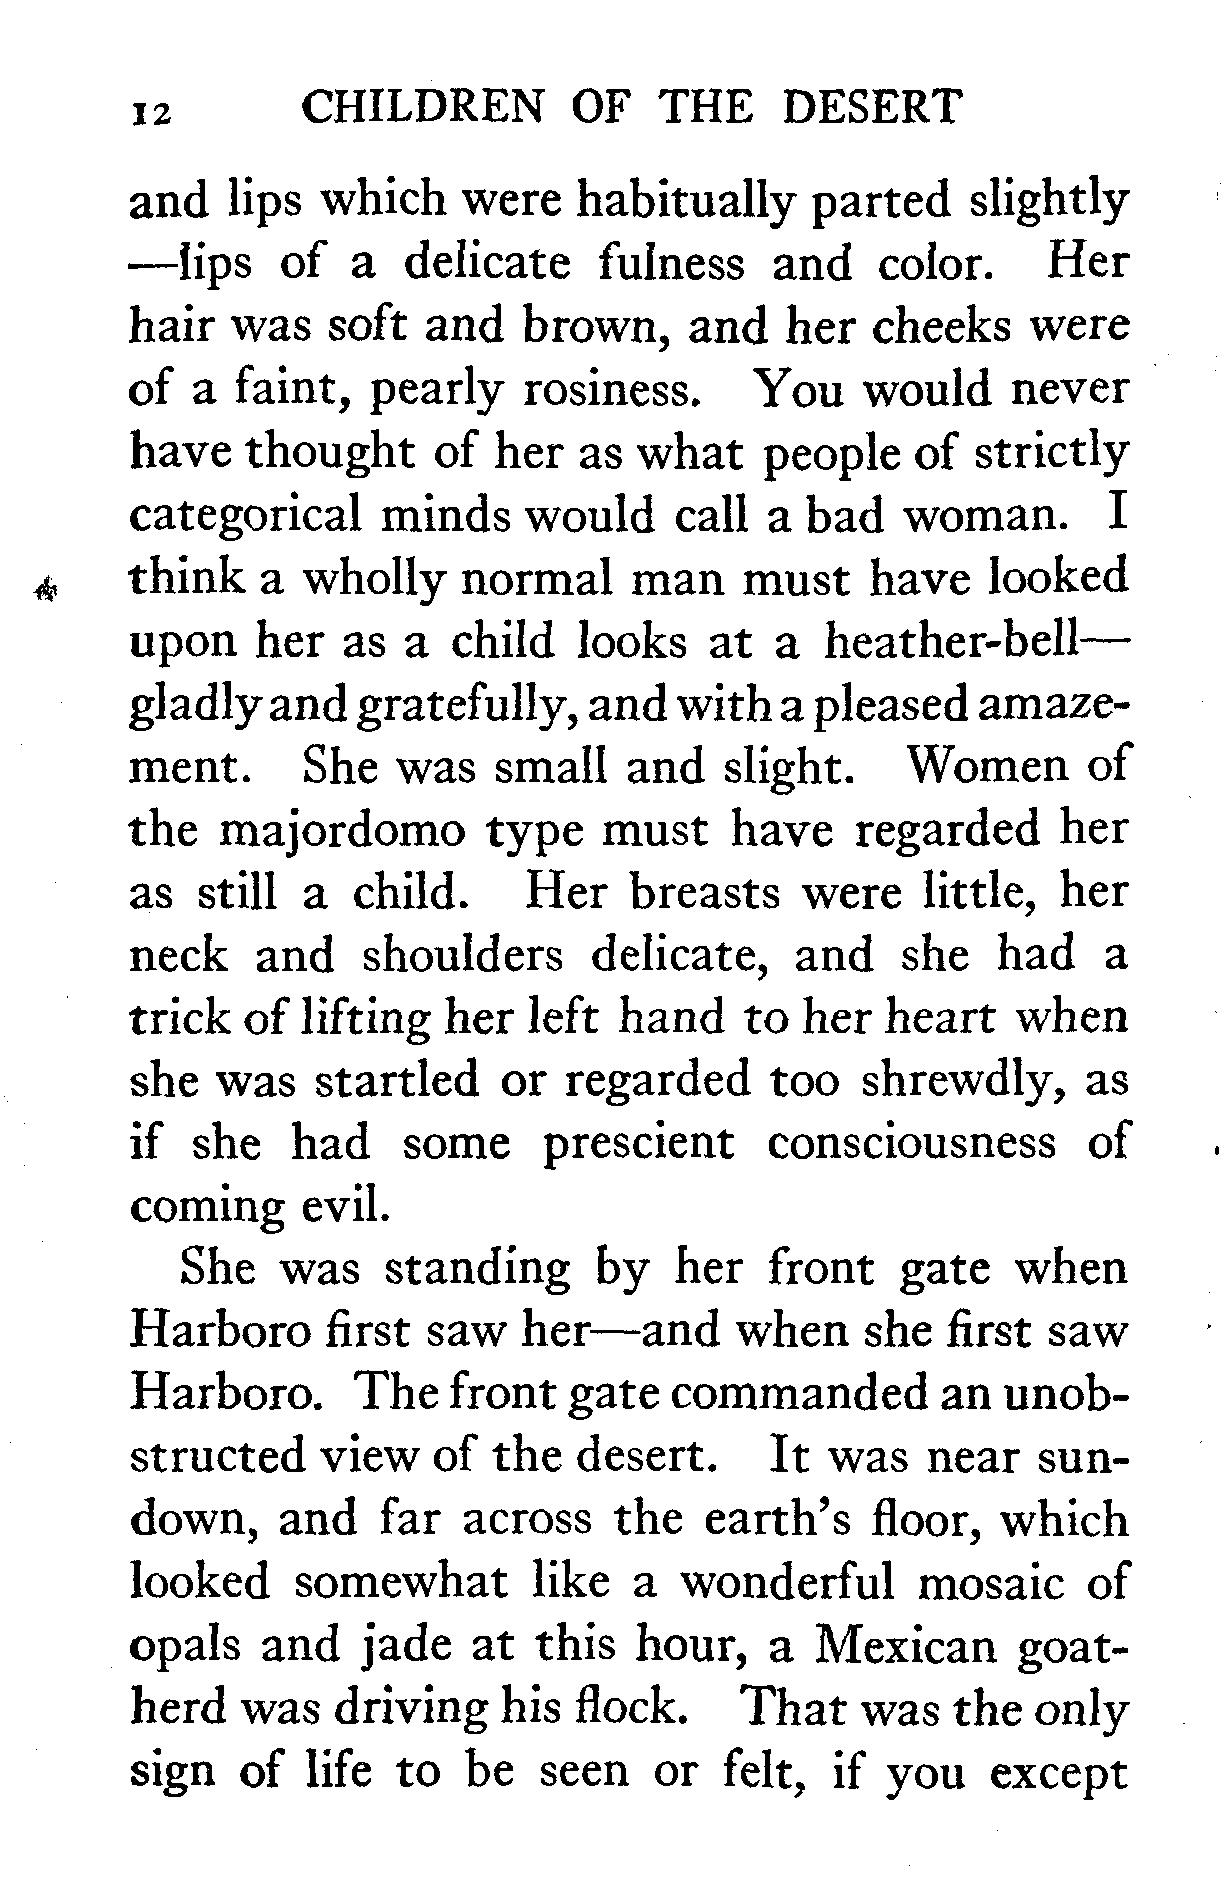 12 CHILDREN OF THE DESERT
and lips which were habitually parted slightly
—lips of a delicate fulness and color. Her
hair was soft and brown, and her cheeks were
of a faint, pearly rosiness. You would never
have thought of her as what people of strictly
categorical minds would call a bad woman. I
think a wholly normal man must have looked
upon her as a child looks at a heather-bell—
gladly and gratefully, and with a pleased amaze-
ment. She was small and slight. Women of
the majordomo type must have regarded her
as still a child. Her breasts were little, her
neck and shoulders delicate, and she had a
trick of lifting her left hand to her heart when
she was startled or regarded too shrewdly, as
if she had some prescient consciousness of
coming evil.
She was standing by her front gate when
Harboro first saw her—and when she first saw
Harboro. The front gate commanded an unob-
structed view of the desert. It was near sun-
down, and far across the earth's floor, which
looked somewhat like a wonderful mosaic of
opals and jade at this hour, a Mexican goat-
herd was driving his flock. That was the only
sign of life to be seen or felt, if you except